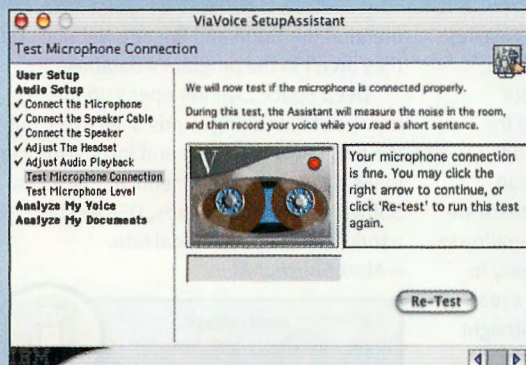 ViaVoice SetupAssistant
Test Microphone Connection
User Setup
Audio Setup
✓ Connect the Microphone
✓ Connect the Speaker Cable
✓ Connect the Speaker
✓ Adjust The Headset
✓ Adjust Audio Playback
Test Microphone Connection
Test Microphone Level
Analyze My Voice
Analyze My Documents
We will now test if the microphone is connected properly.
During this test, the Assistant will measure the noise in the room,
and then record your voice while you read a short sentence.
V
Your microphone connection
is fine. You may click the
right arrow to continue, or
click 'Re-test' to run this test
again.
Re-Test
IBM